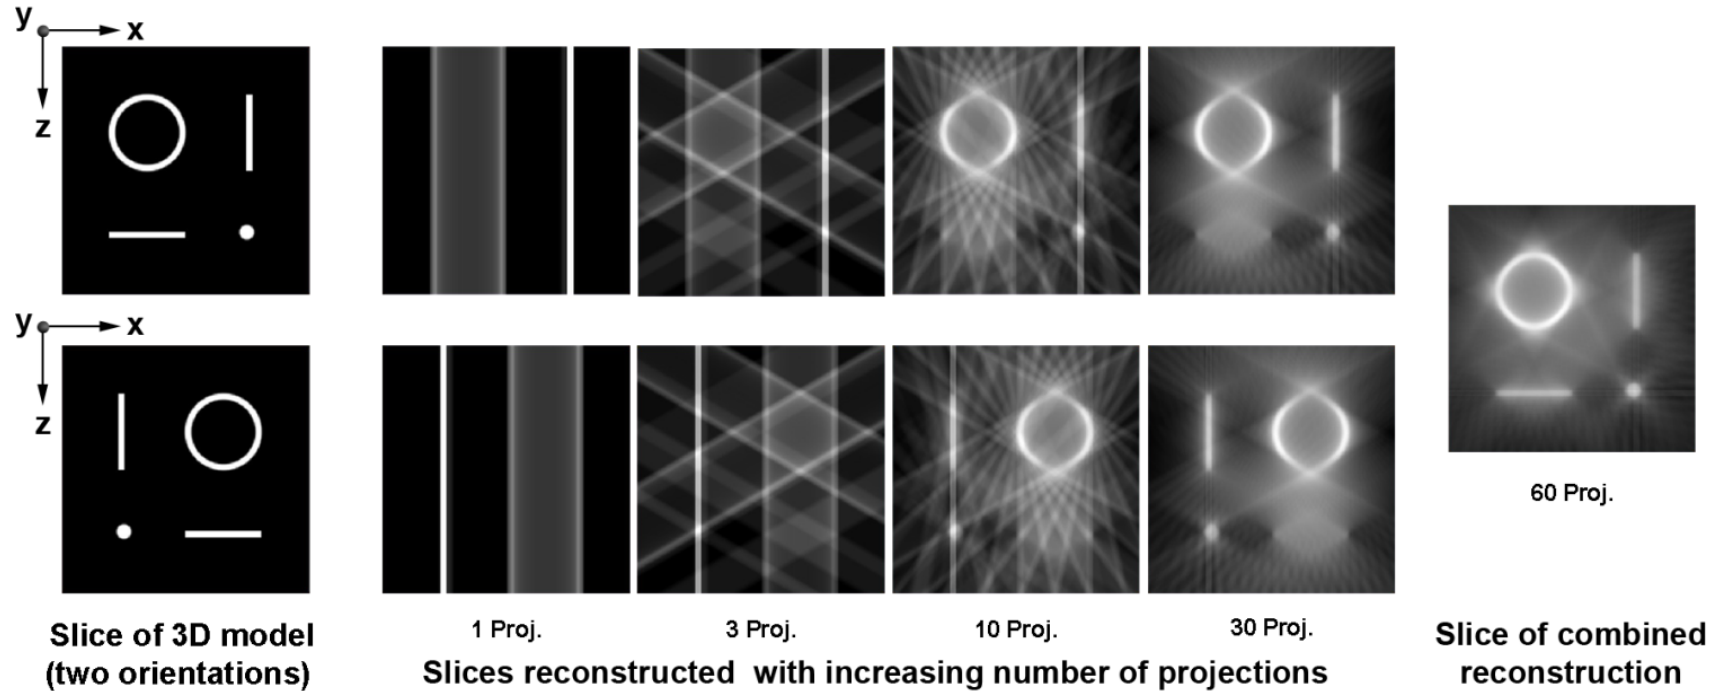 y
x
z
y
x
z
60 Proj.
1 Proj.
3 Proj.
10 Proj.
30 Proj.
Slice of 3D model
(two orientations)
Slices reconstructed with increasing number of projections
Slice of combined
reconstruction